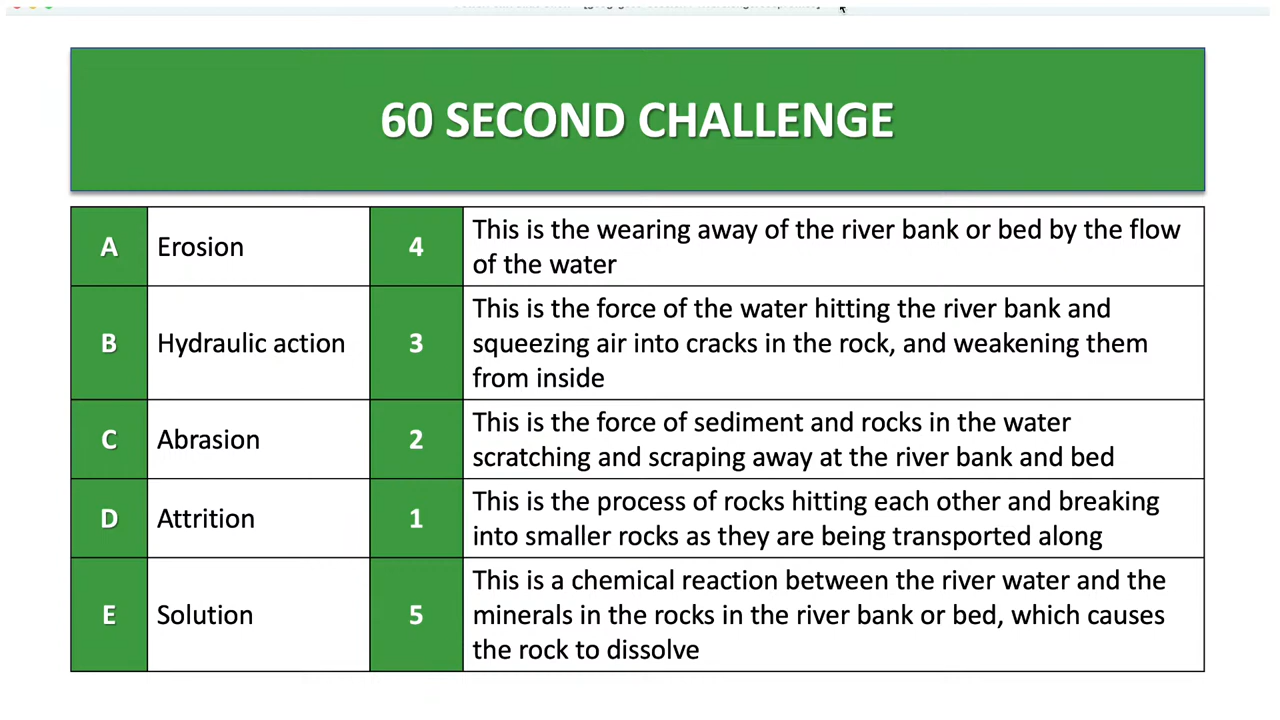 60 SECOND CHALLENGE
A Erosion 4 This is the wearing away of the river bank or bed by the flow
of the water
B Hydraulic action 3 This is the force of the water hitting the river bank and
squeezing air into cracks in the rock, and weakening them
from inside
C Abrasion 2 This is the force of sediment and rocks in the water
scratching and scraping away at the river bank and bed
D Attrition 1 This is the process of rocks hitting each other and breaking
into smaller rocks as they are being transported along
E Solution 5 This is a chemical reaction between the river water and the
minerals in the rocks in the river bank or bed, which causes
the rock to dissolve